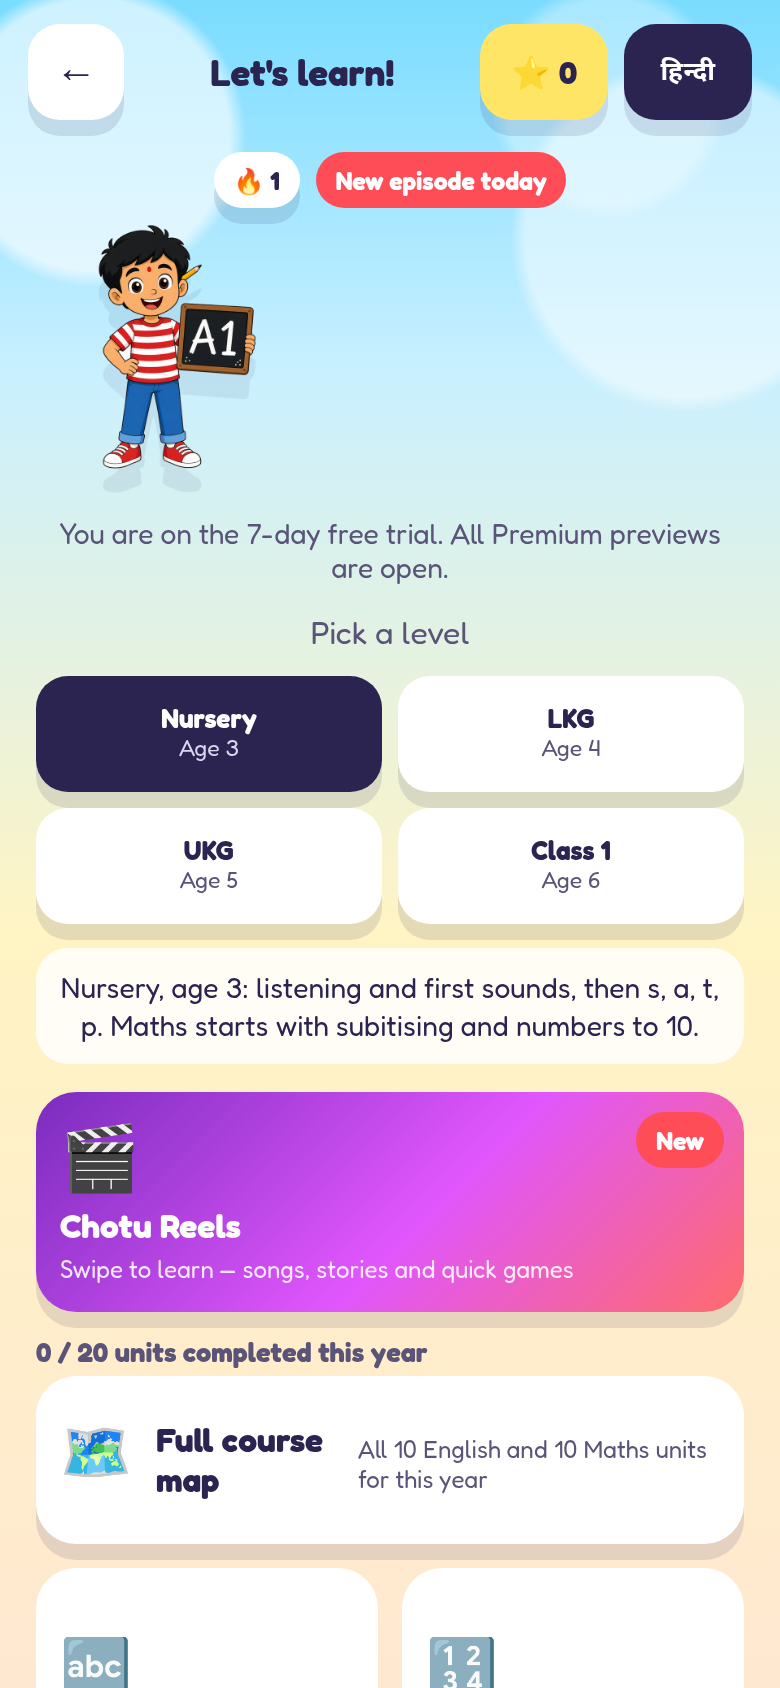 ←
Let's learn!
⭐ 0
हिन्दी
🔥 1
New episode today
A1
You are on the 7-day free trial. All Premium previews
are open.
Pick a level
Nursery
Age 3
LKG
Age 4
UKG
Age 5
Class 1
Age 6
Nursery, age 3: listening and first sounds, then s, a, t,
p. Maths starts with subitising and numbers to 10.
New
Chotu Reels
Swipe to learn – songs, stories and quick games
0 / 20 units completed this year
Full course
map
All 10 English and 10 Maths units
for this year
abc
1 2
3 4